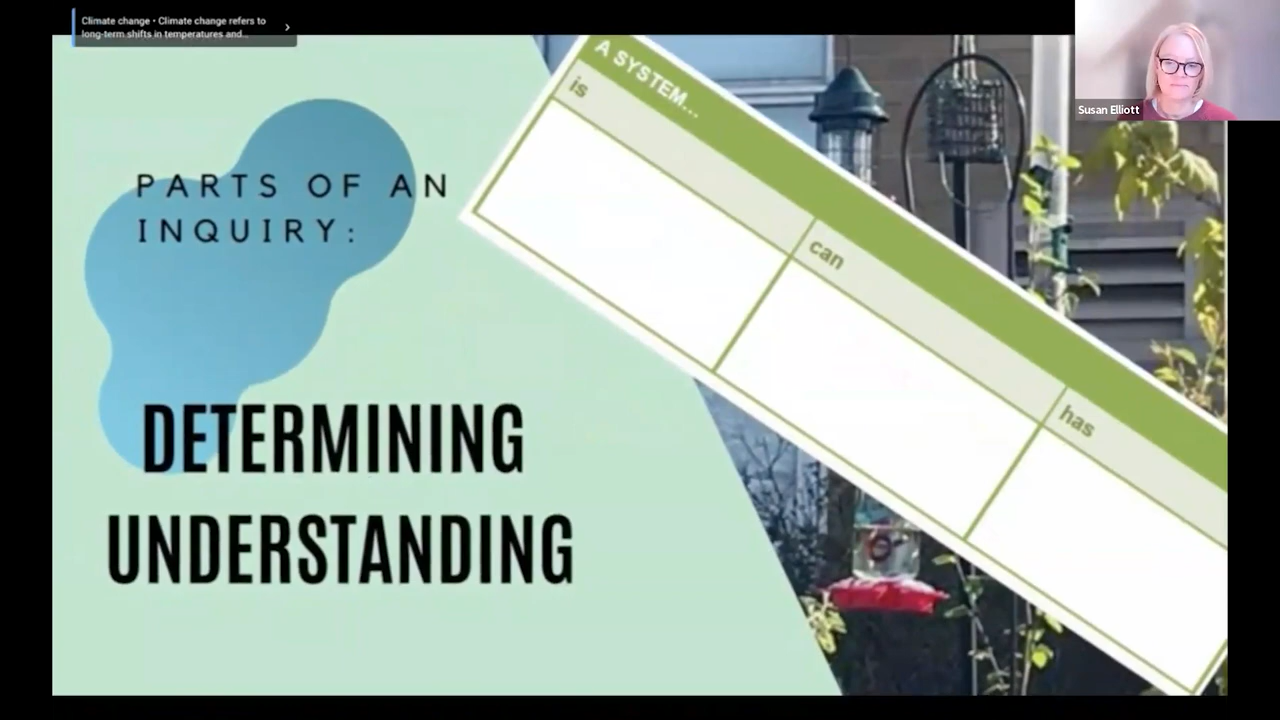 Climate change • Climate change refers to
long-term shifts in temperatures and...
Susan Elliott
PARTS OF AN
INQUIRY:
DETERMINING
UNDERSTANDING
A SYSTEM...
is
can
has